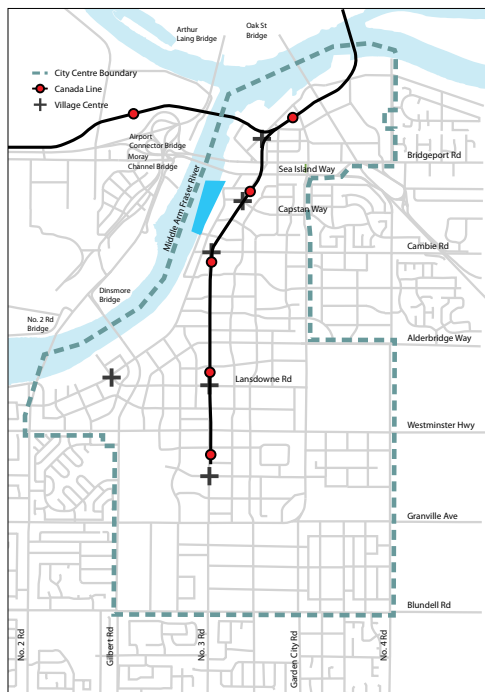 Arthur
Laing Bridge
Oak St
Bridge
City Centre Boundary
Canada Line
Village Centre
Airport
Connector Bridge
Moray
Channel Bridge
Bridgeport Rd
Sea Island Way
Middle Arm Fraser River
Capstan Way
Cambie Rd
Dinsmore
Bridge
No. 2 Rd
Bridge
Alderbridge Way
Lansdowne Rd
Westminster Hwy
Granville Ave
Blundell Rd
No. 2 Rd
Gilbert Rd
No. 3 Rd
Garden City Rd
No. 4 Rd